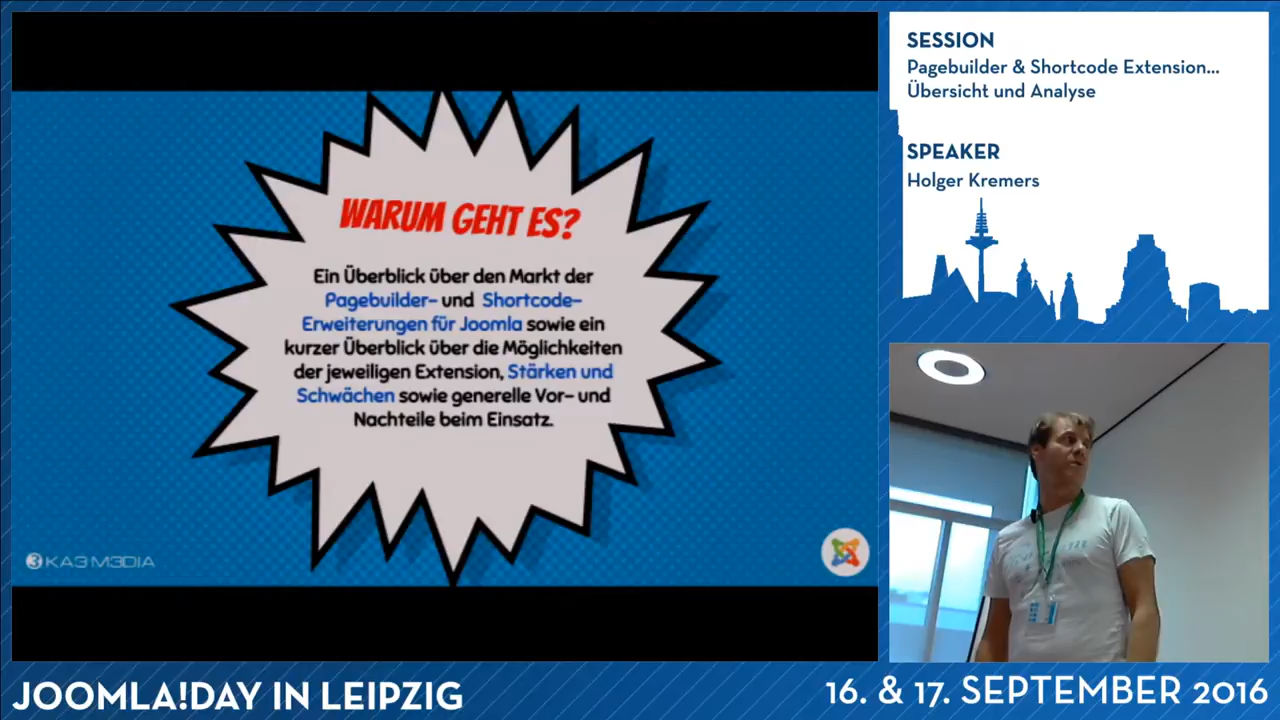 SESSION
Pagebuilder & Shortcode Extension...
Übersicht und Analyse
SPEAKER
Holger Kremers
WARUM GEHT ES?
Ein Überblick über den Markt der
Pagebuilder- und Shortcode-
Erweiterungen für Joomla sowie ein
kurzer Überblick über die Möglichkeiten
der jeweiligen Extension, Stärken und
Schwächen sowie generelle Vor- und
Nachteile beim Einsatz.
3 KA3 M3DIA
JOOMLA!DAY IN LEIPZIG
16. & 17. SEPTEMBER 2016